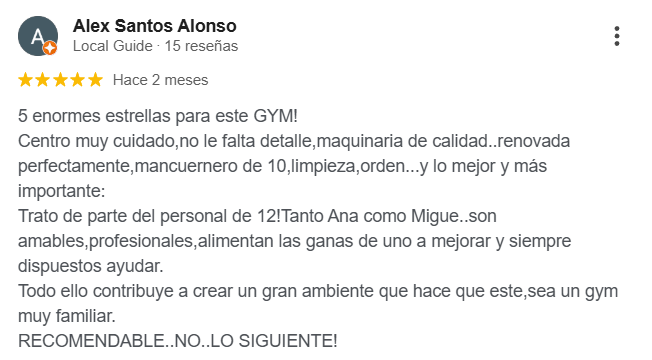 A
Alex Santos Alonso
Local Guide · 15 reseñas
Hace 2 meses
5 enormes estrellas para este GYM!
Centro muy cuidado,no le falta detalle,maquinaria de calidad..renovada
perfectamente,mancuernero de 10,limpieza,orden...y lo mejor y más
importante:
Trato de parte del personal de 12!Tanto Ana como Migue..son
amables,profesionales,alimentan las ganas de uno a mejorar y siempre
dispuestos ayudar.
Todo ello contribuye a crear un gran ambiente que hace que este,sea un gym
muy familiar.
RECOMENDABLE..NO..LO SIGUIENTE!